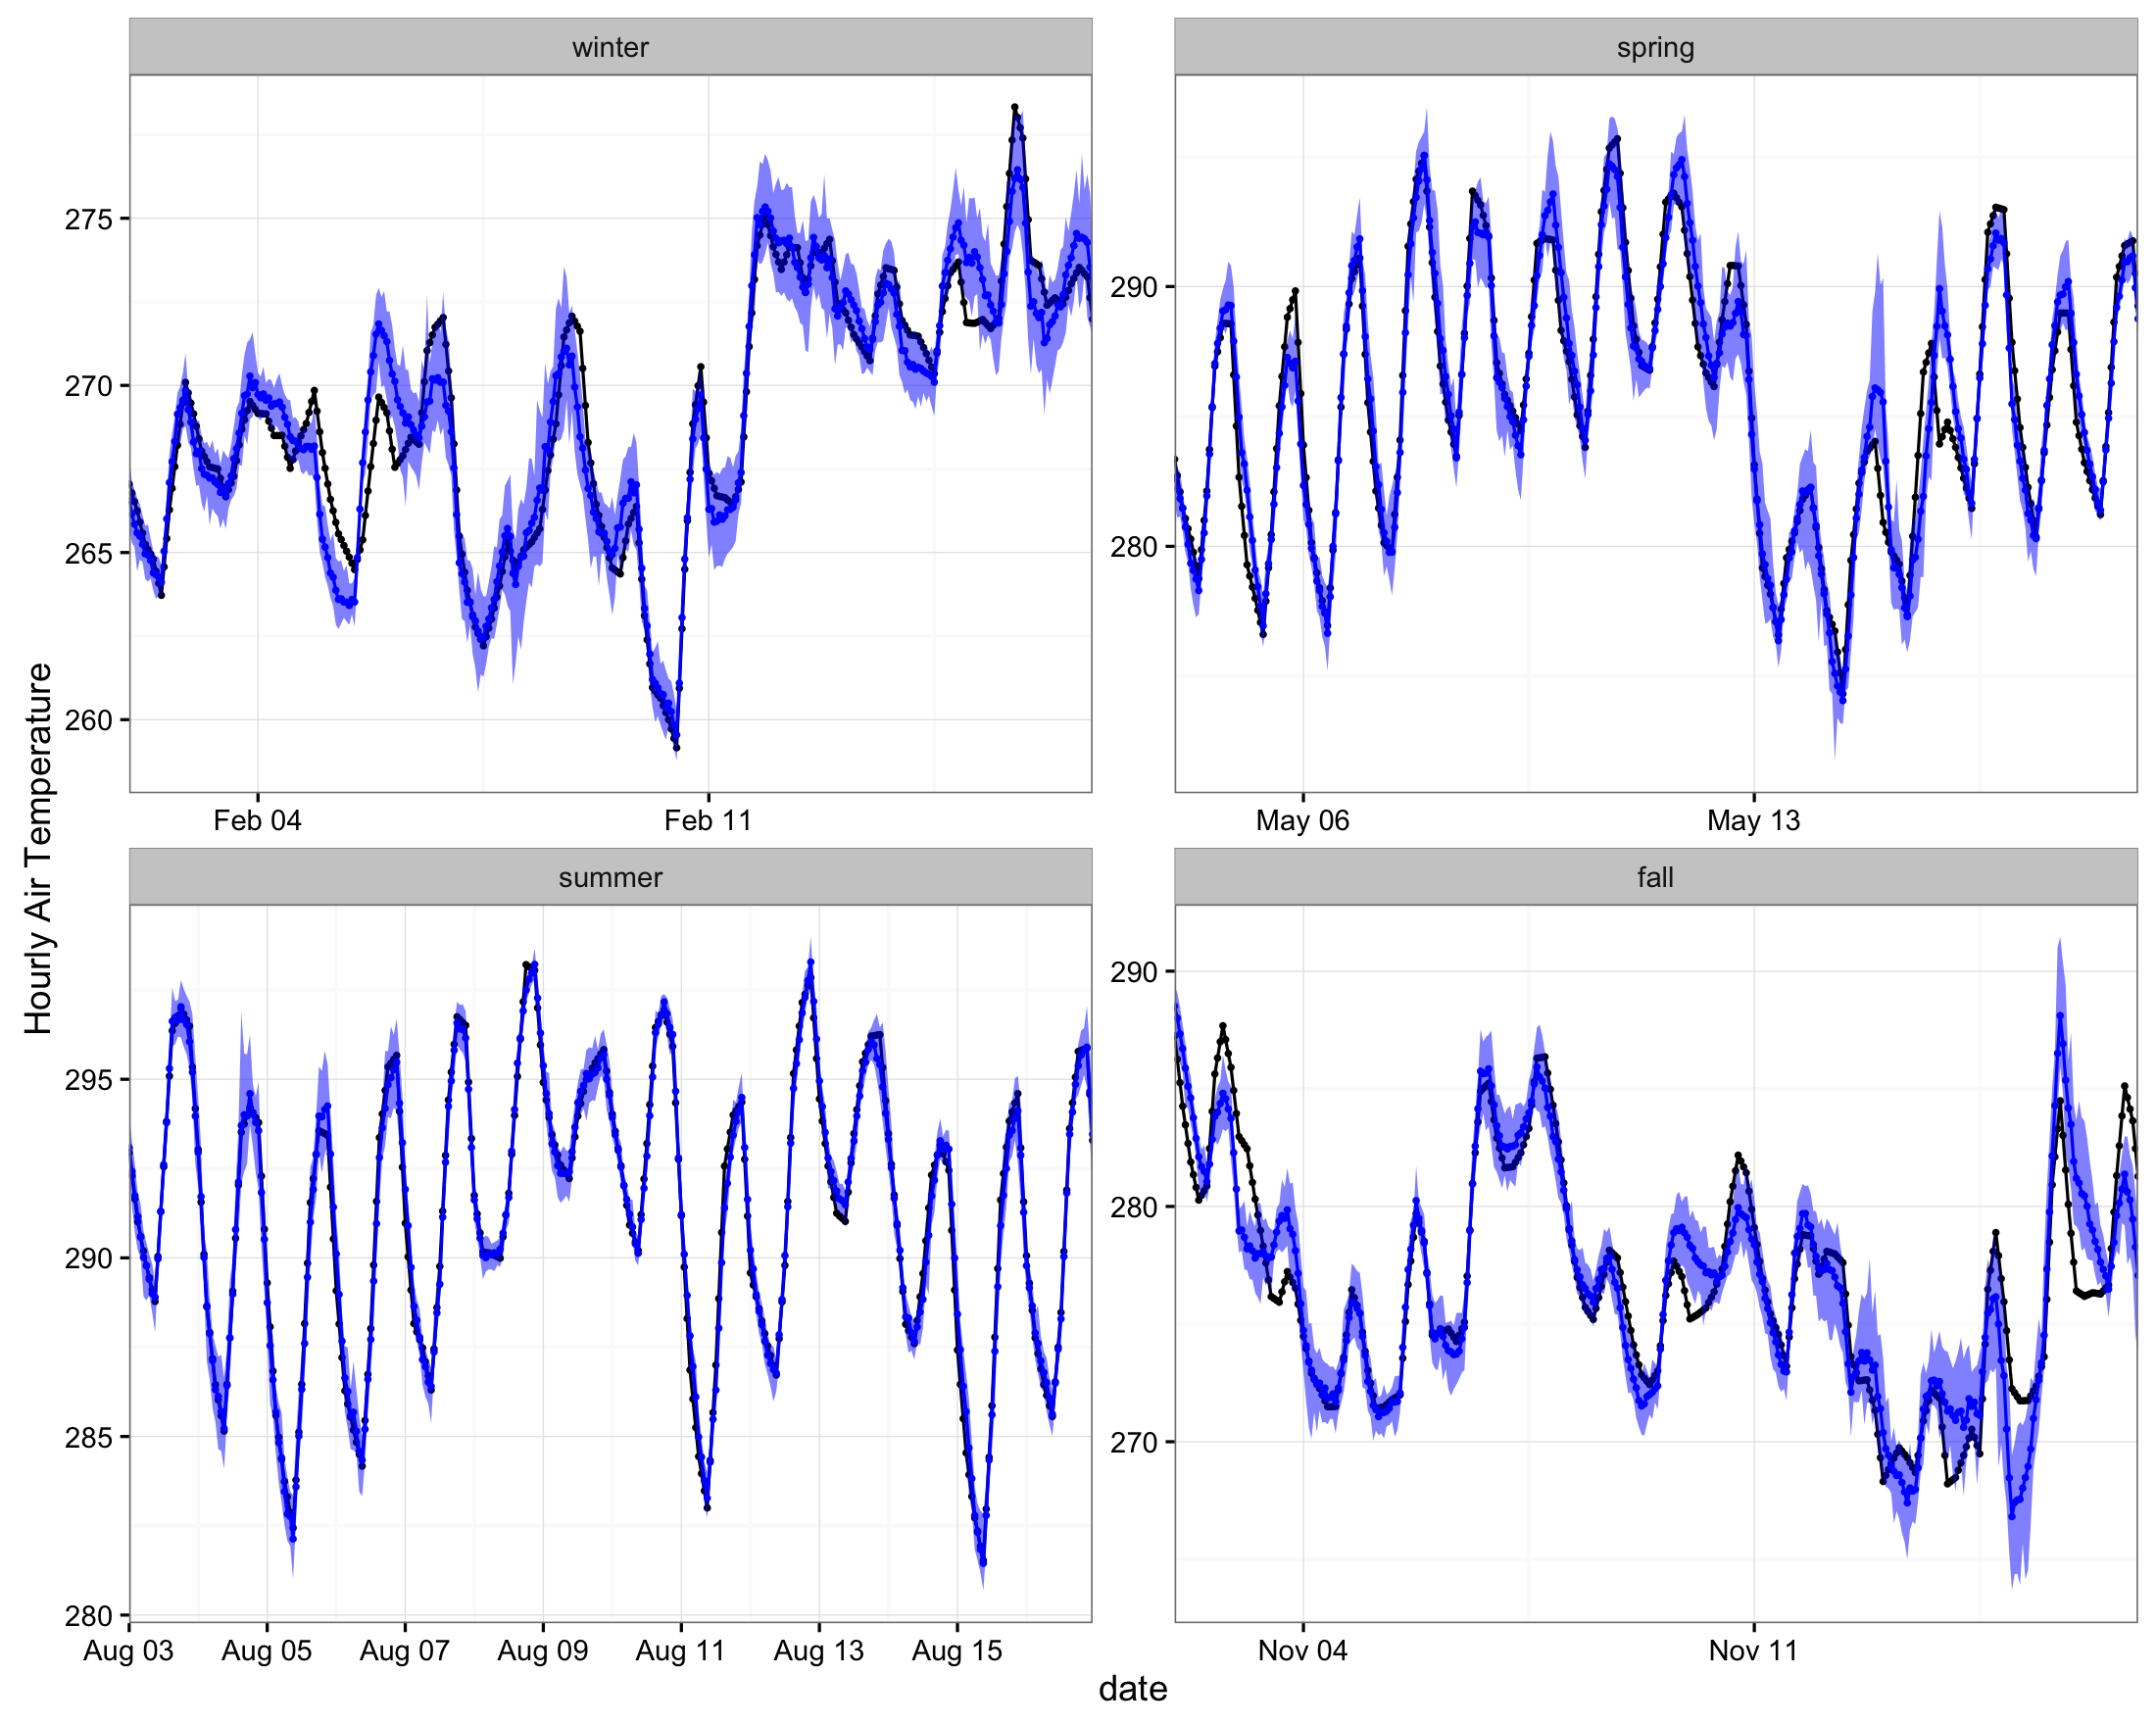 winter
spring
275
270
265
260
290
280
Feb 04
Feb 11
May 06
May 13
Hourly Air Temperature
summer
fall
295
290
285
280
290
280
270
Aug 03
Aug 05
Aug 07
Aug 09
Aug 11
Aug 13
Aug 15
Nov 04
Nov 11
date